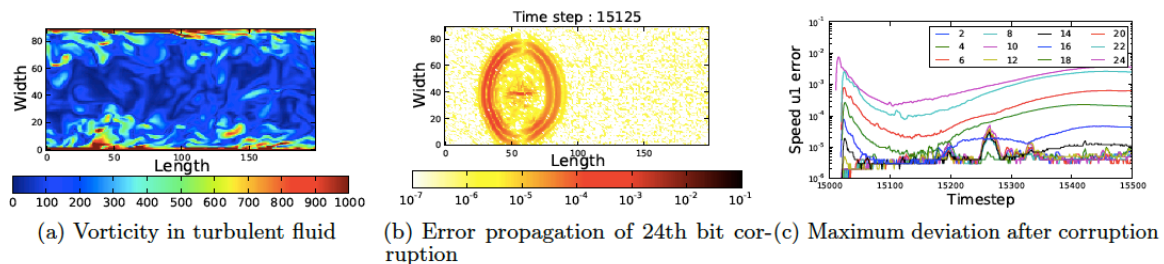 Time step : 15125
Width
80
60
40
20
0
0 50 100 150
Length
0 100 200 300 400 500 600 700 800 900 1000
(a) Vorticity in turbulent fluid
Width
80
60
40
20
0
0 50 100 150
Length
10^-7 10^-6 10^-5 10^-4 10^-3 10^-2 10^-1
(b) Error propagation of 24th bit cor-
ruption
Speed u1 error
10^-1
10^-2
10^-3
10^-4
10^-5
10^-6
2 8 14 20
4 10 16 22
6 12 18 24
15000 15100 15200 15300 15400 15500
Timestep
(c) Maximum deviation after corruption